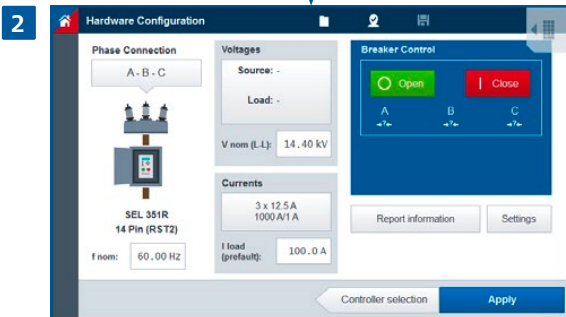 2
Hardware Configuration
Phase Connection
A - B - C
SEL 351R
14 Pin (RST2)
f nom: 60.00 Hz
Voltages
Source: -
Load: -
V nom (L-L): 14.40 kV
Currents
3 x 12.5 A
1000 A/1 A
I load
(prefault): 100.0 A
Breaker Control
Open Close
A B C
-?- -?- -?-
Report information Settings
Controller selection Apply